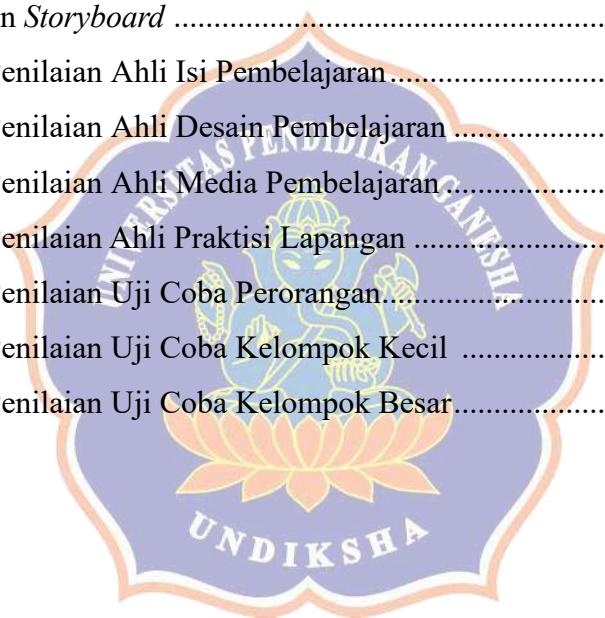 n Storyboard ........................................................
enilaian Ahli Isi Pembelajaran ............................
enilaian Ahli Desain Pembelajaran ...................
enilaian Ahli Media Pembelajaran ....................
enilaian Ahli Praktisi Lapangan ........................
enilaian Uji Coba Perorangan............................
enilaian Uji Coba Kelompok Kecil ..................
enilaian Uji Coba Kelompok Besar...................
UNIVERSITAS PENDIDIKAN GANESHA
UNDIKSHA